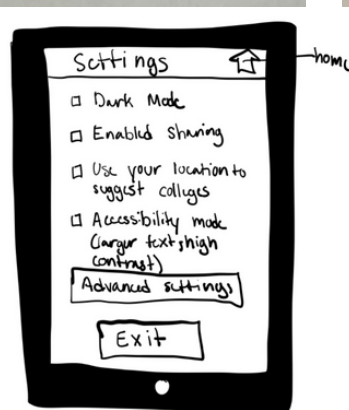 Settings
home
Dark Mode
Enabled Sharing
Use your location to
suggest colleges
Accessibility mode
(larger text, high
contrast)
Advanced settings
Exit